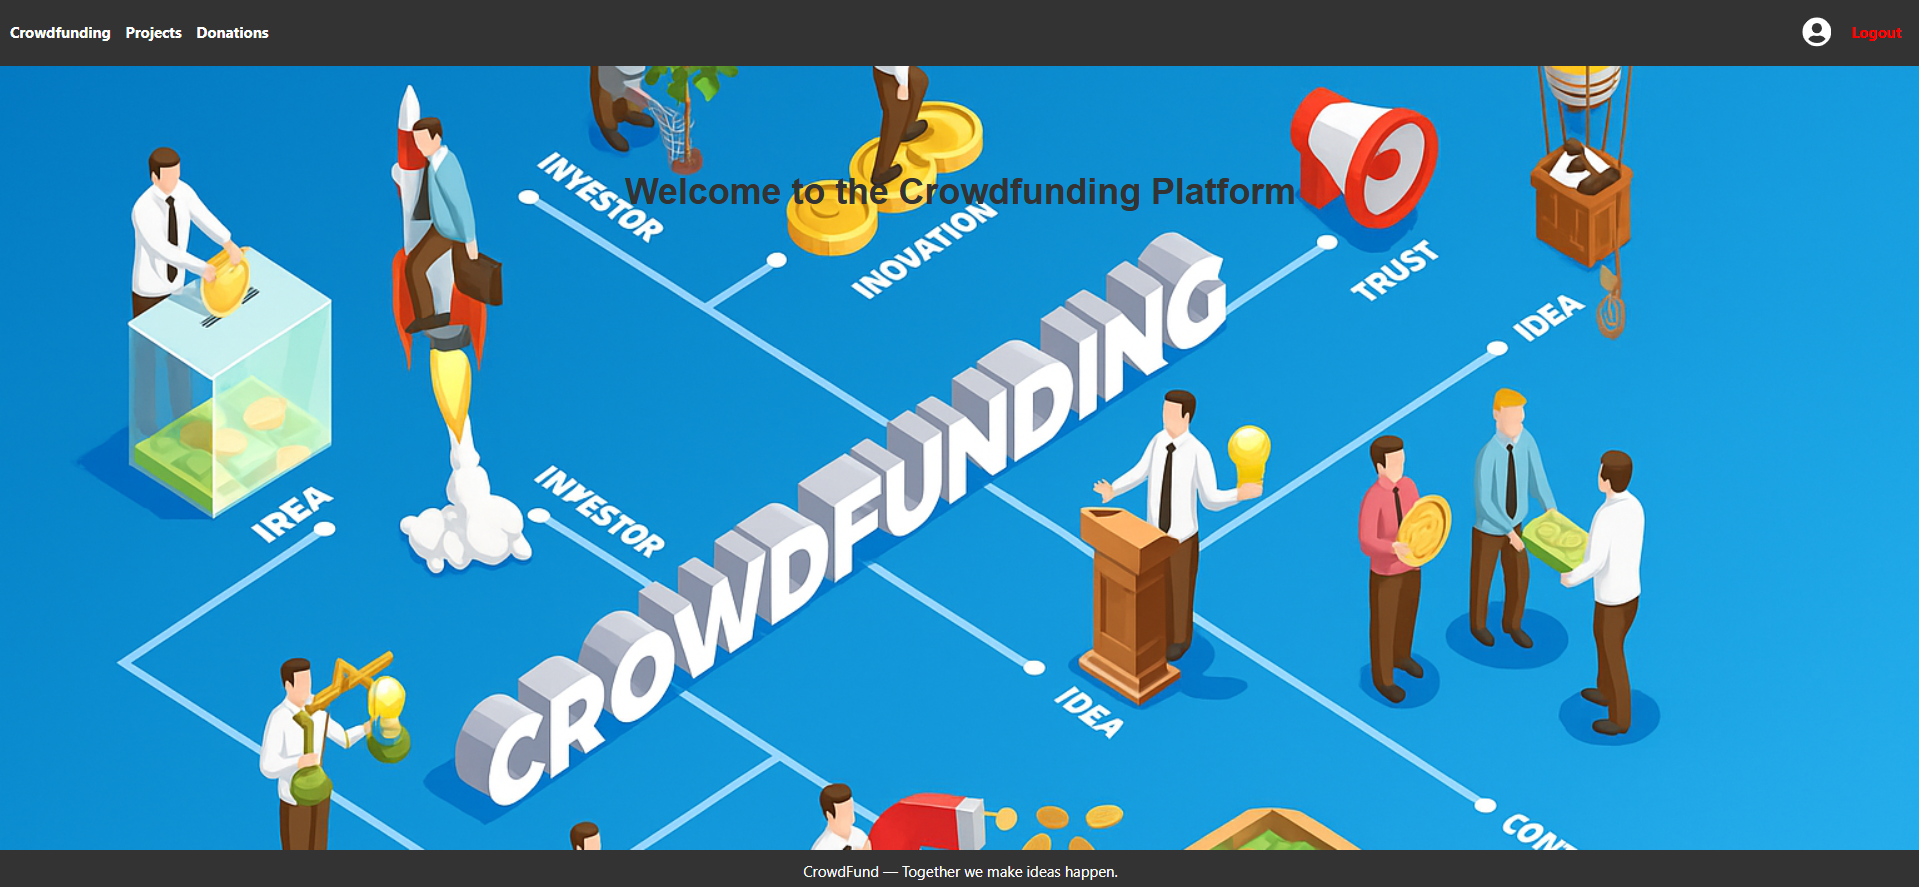 Crowdfunding Projects Donations
Logout
Welcome to the Crowdfunding Platform
INYESTOR
INOVATION
TRUST
IDEA
CROWDFUNDING
IREA
INVESTOR
IDEA
CrowdFund — Together we make ideas happen.